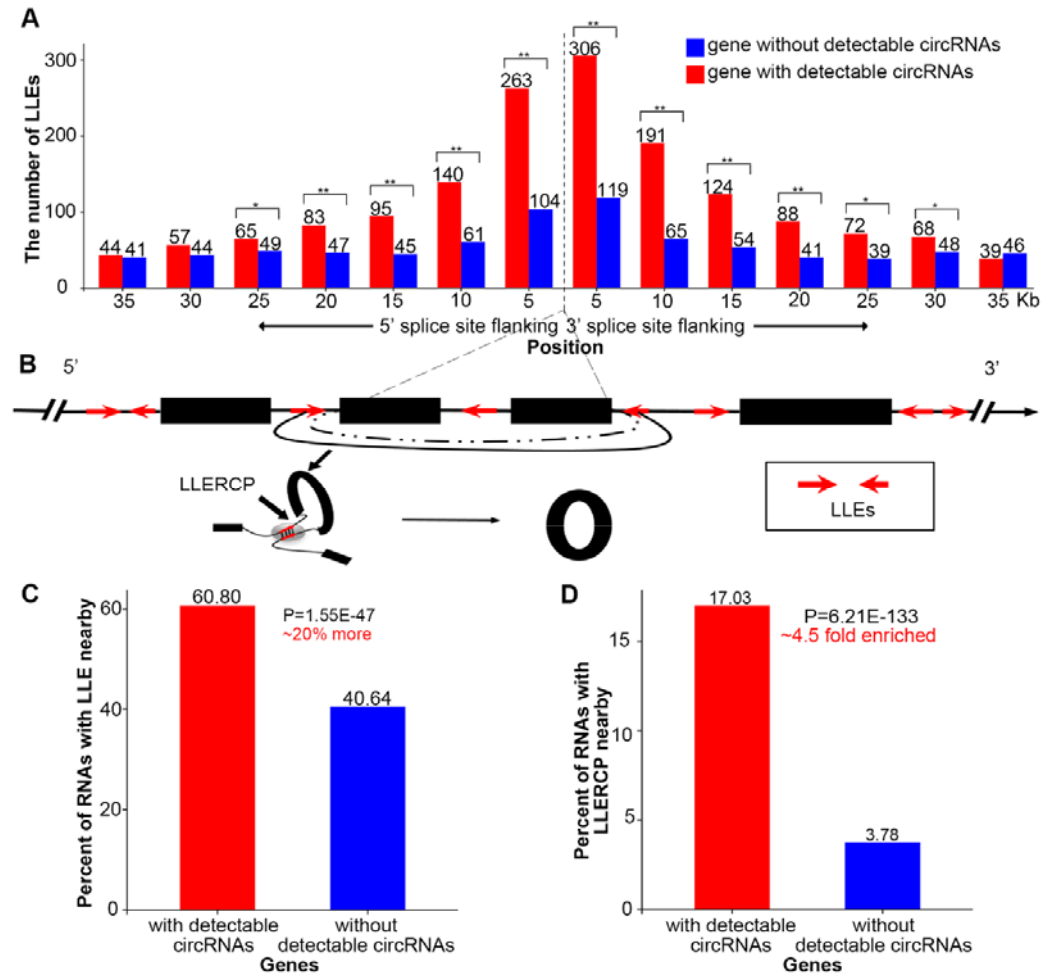 A
The number of LLEs
300
200
100
0
gene without detectable circRNAs
gene with detectable circRNAs
44 41
57 44
* 65 49
** 83 47
** 95 45
** 140 61
** 263 104
** 306 119
** 191 65
** 124 54
** 88 41
* 72 39
* 68 48
39 46
35 30 25 20 15 10 5 5 10 15 20 25 30 35 Kb
5’ splice site flanking 3’ splice site flanking
Position
B
5’ 3’
LLERCP
LLEs
C
Percent of RNAs with LLE nearby
60
40
20
0
60.80
P=1.55E-47
~20% more
40.64
with detectable
circRNAs
without
detectable circRNAs
Genes
D
Percent of RNAs with
LLERCP nearby
15
10
5
0
17.03
P=6.21E-133
~4.5 fold enriched
3.78
with detectable
circRNAs
without
detectable circRNAs
Genes